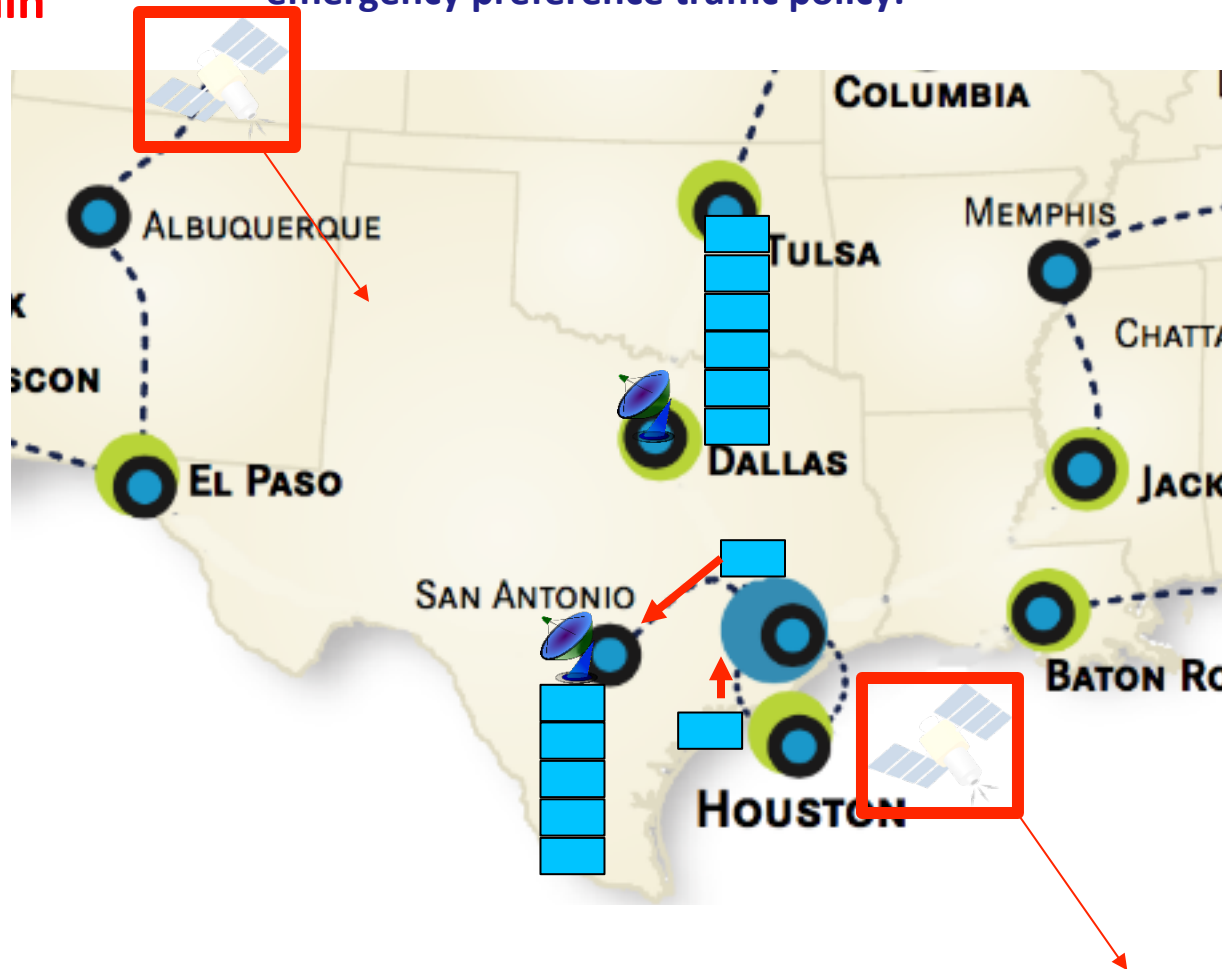 emergency preference traffic policy.
COLUMBIA
ALBUQUERQUE
MEMPHIS
TULSA
CHATTA
SCON
DALLAS
EL PASO
JACK
SAN ANTONIO
BATON RO
HOUSTON